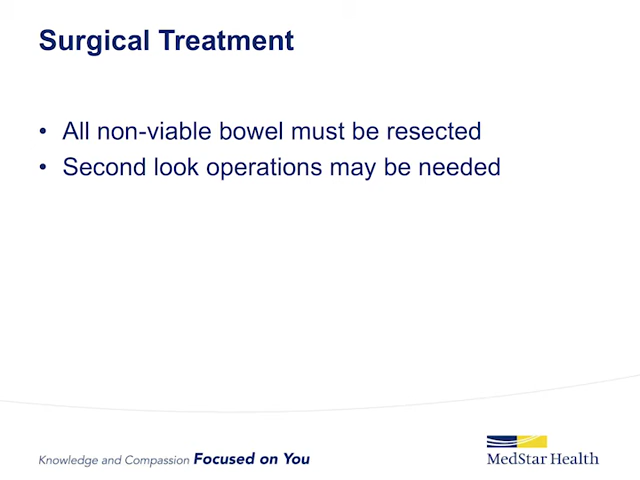 Surgical Treatment
• All non-viable bowel must be resected
• Second look operations may be needed
Knowledge and Compassion Focused on You
MedStar Health